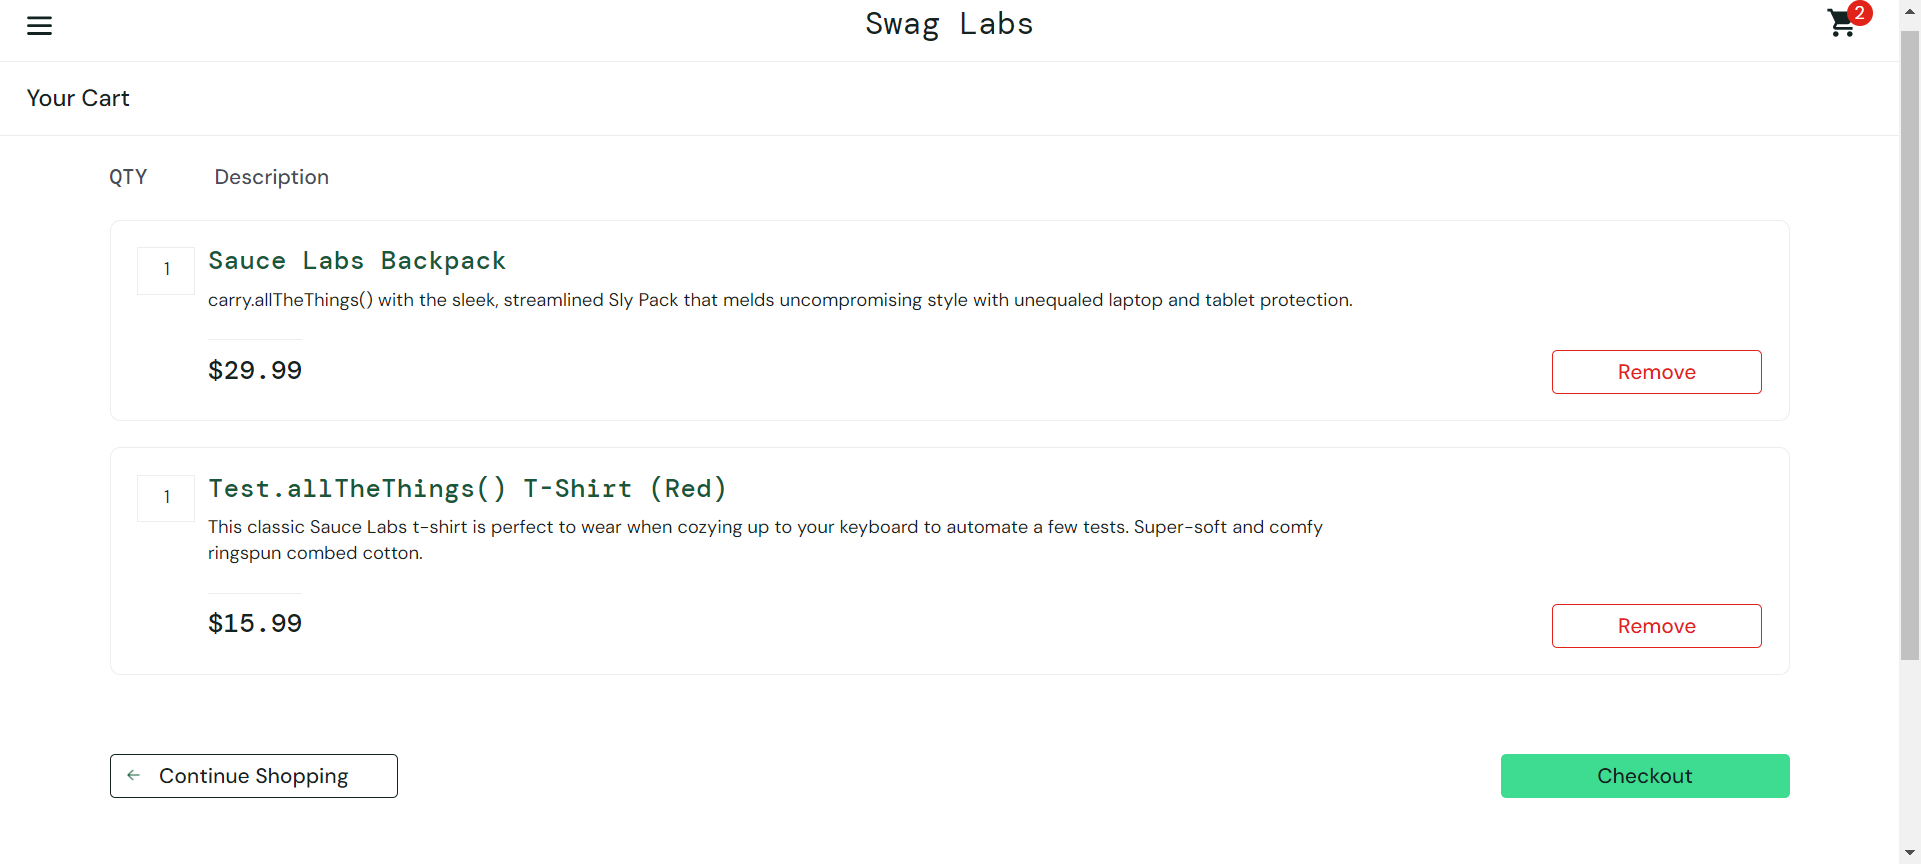 Swag Labs
2
Your Cart
QTY
Description
1
Sauce Labs Backpack
carry.allTheThings() with the sleek, streamlined Sly Pack that melds uncompromising style with unequaled laptop and tablet protection.
$29.99
Remove
1
Test.allTheThings() T-Shirt (Red)
This classic Sauce Labs t-shirt is perfect to wear when cozying up to your keyboard to automate a few tests. Super-soft and comfy
ringspun combed cotton.
$15.99
Remove
Continue Shopping
Checkout